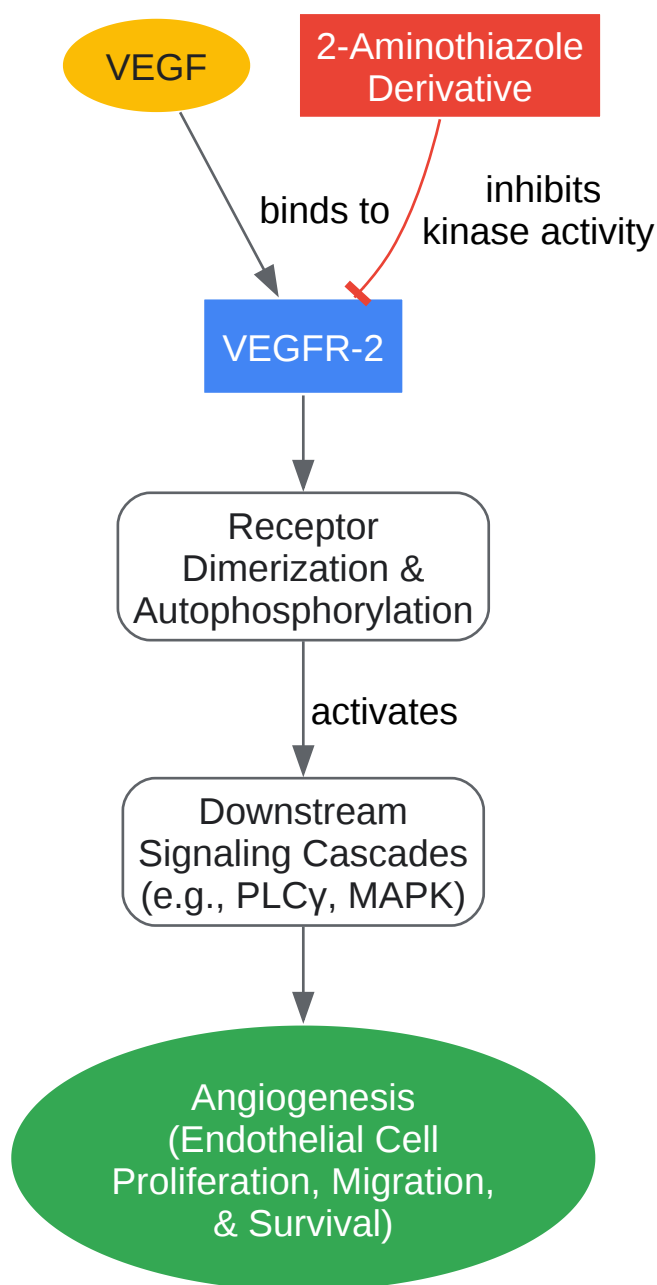 VEGF
2-Aminothiazole
Derivative
binds to
inhibits
kinase activity
VEGFR-2
Receptor
Dimerization &
Autophosphorylation
activates
Downstream
Signaling Cascades
(e.g., PLCγ, MAPK)
Angiogenesis
(Endothelial Cell
Proliferation, Migration,
& Survival)